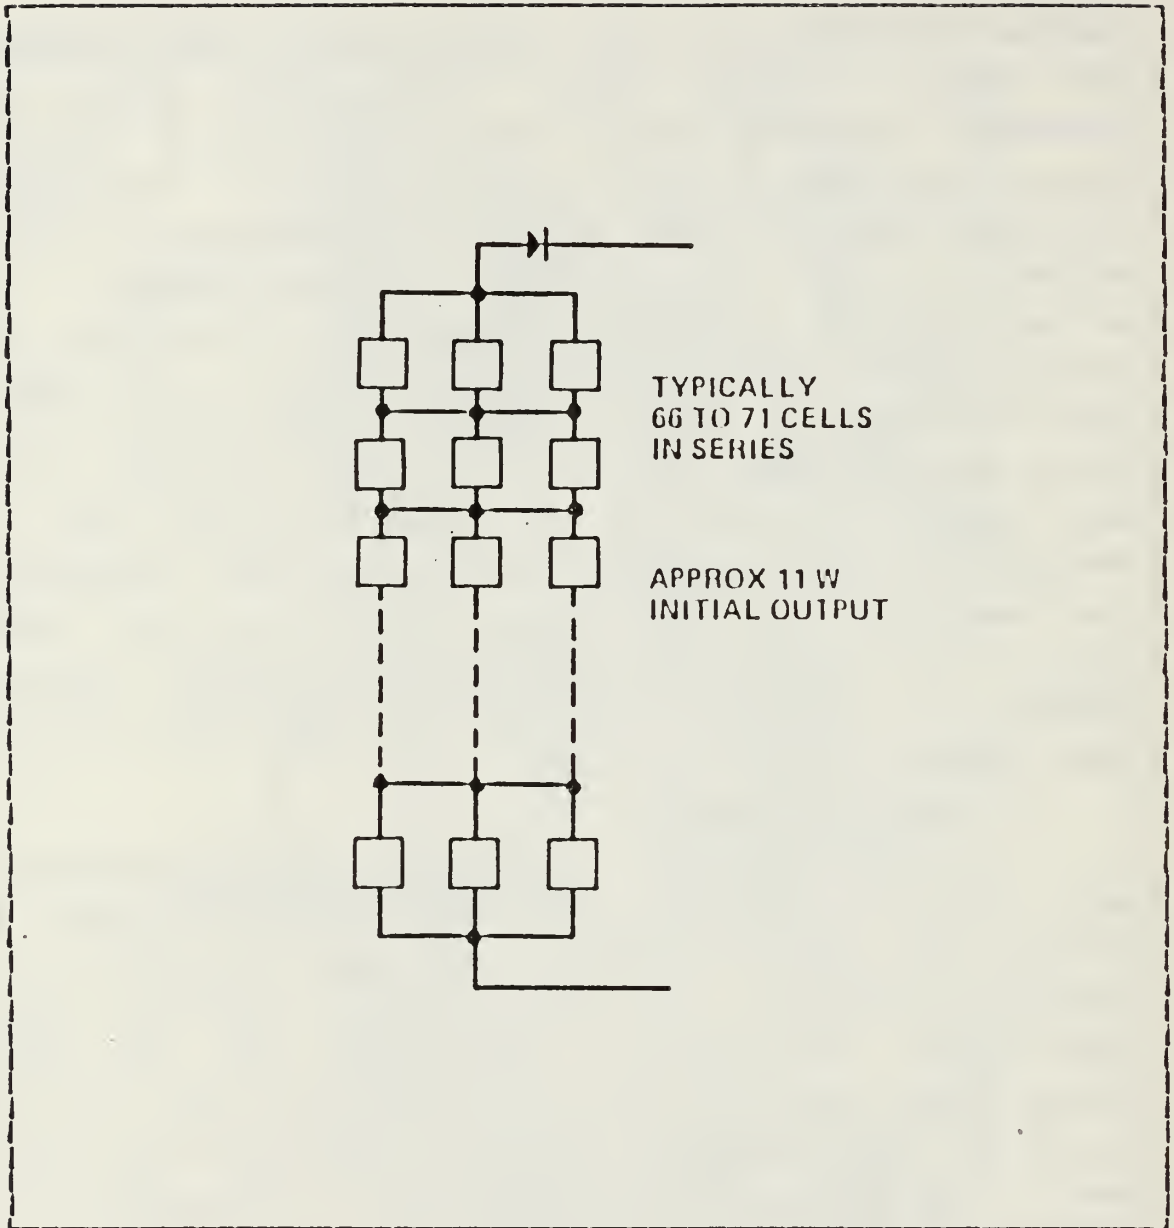 TYPICALLY
66 TO 71 CELLS
IN SERIES
APPROX 11 W
INITIAL OUTPUT